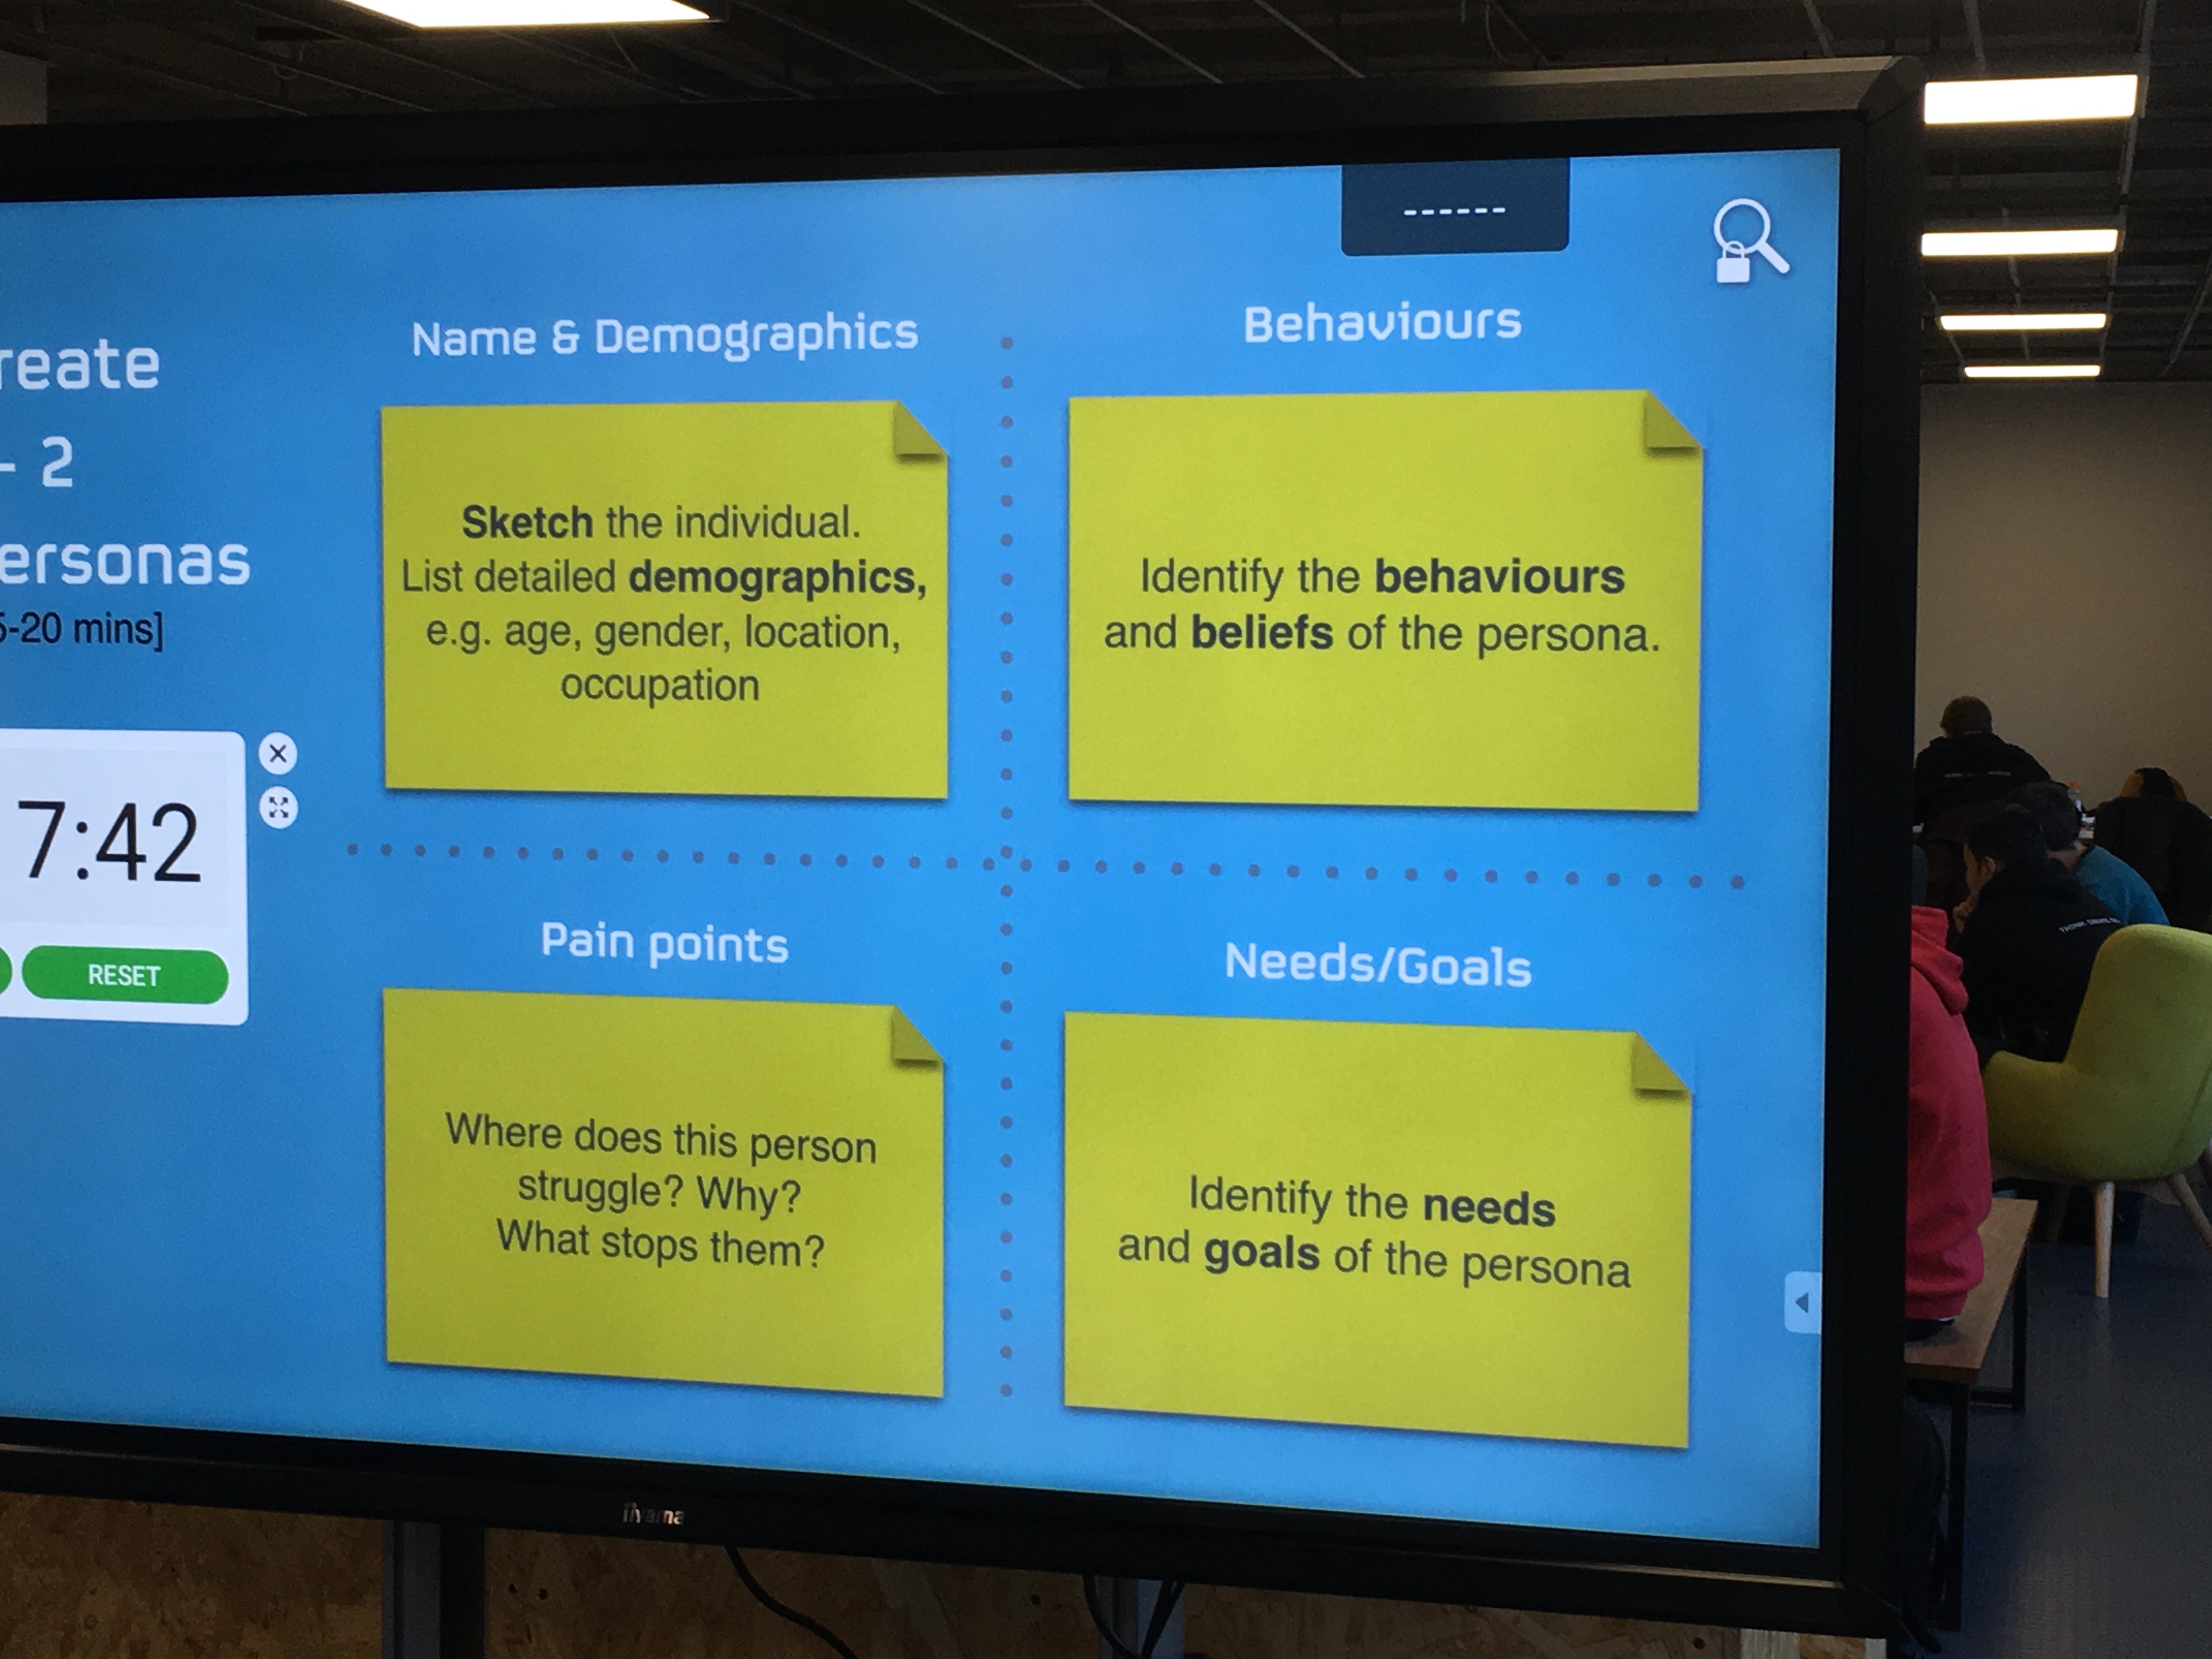 reate
- 2
ersonas
5-20 mins]
7:42
RESET
------
Name & Demographics
Sketch the individual.
List detailed demographics,
e.g. age, gender, location,
occupation
Behaviours
Identify the behaviours
and beliefs of the persona.
Pain points
Where does this person
struggle? Why?
What stops them?
Needs/Goals
Identify the needs
and goals of the persona
iiyama